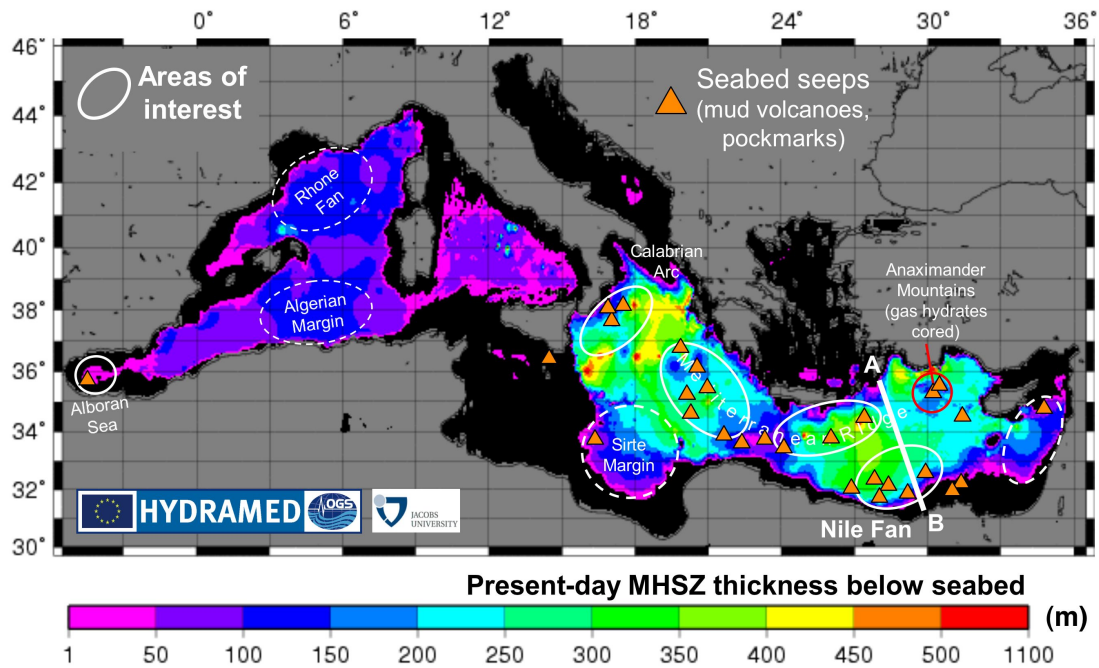 0° 6° 12° 18° 24° 30° 36°
46°
44°
42°
40°
38°
36°
34°
32°
30°
Areas of
interest
Seabed seeps
(mud volcanoes,
pockmarks)
Rhone
Fan
Calabrian
Arc
Algerian
Margin
Anaximander
Mountains
(gas hydrates
cored)
Alboran
Sea
Mediterranean Ridge
A
Sirte
Margin
Nile Fan
B
HYDRAMED
OGS
JACOBS
UNIVERSITY
Present-day MHSZ thickness below seabed
(m)
1 50 100 150 200 250 300 350 400 450 500 1100